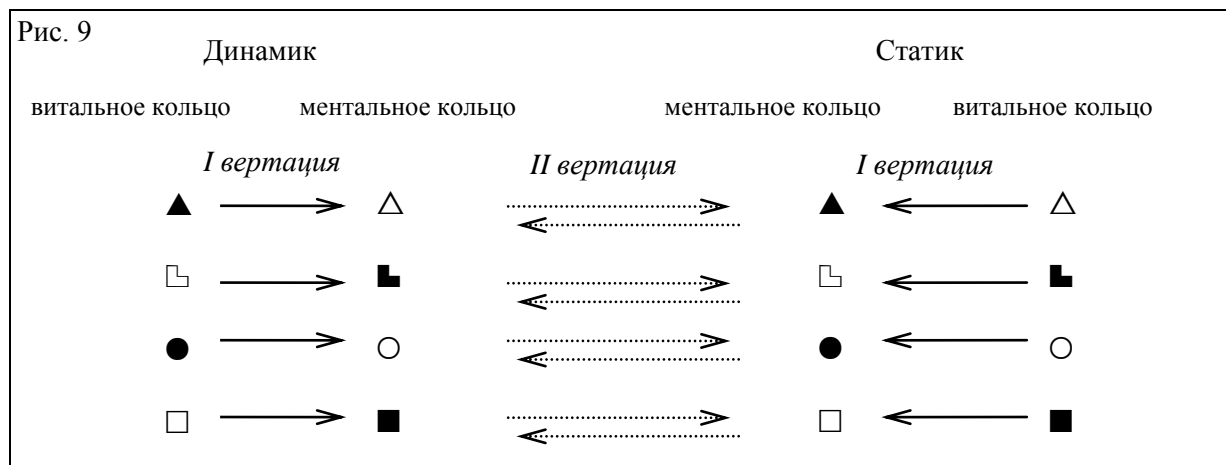 Рис. 9
Динамик Статик
витальное кольцо ментальное кольцо ментальное кольцо витальное кольцо
I вертация II вертация I вертация